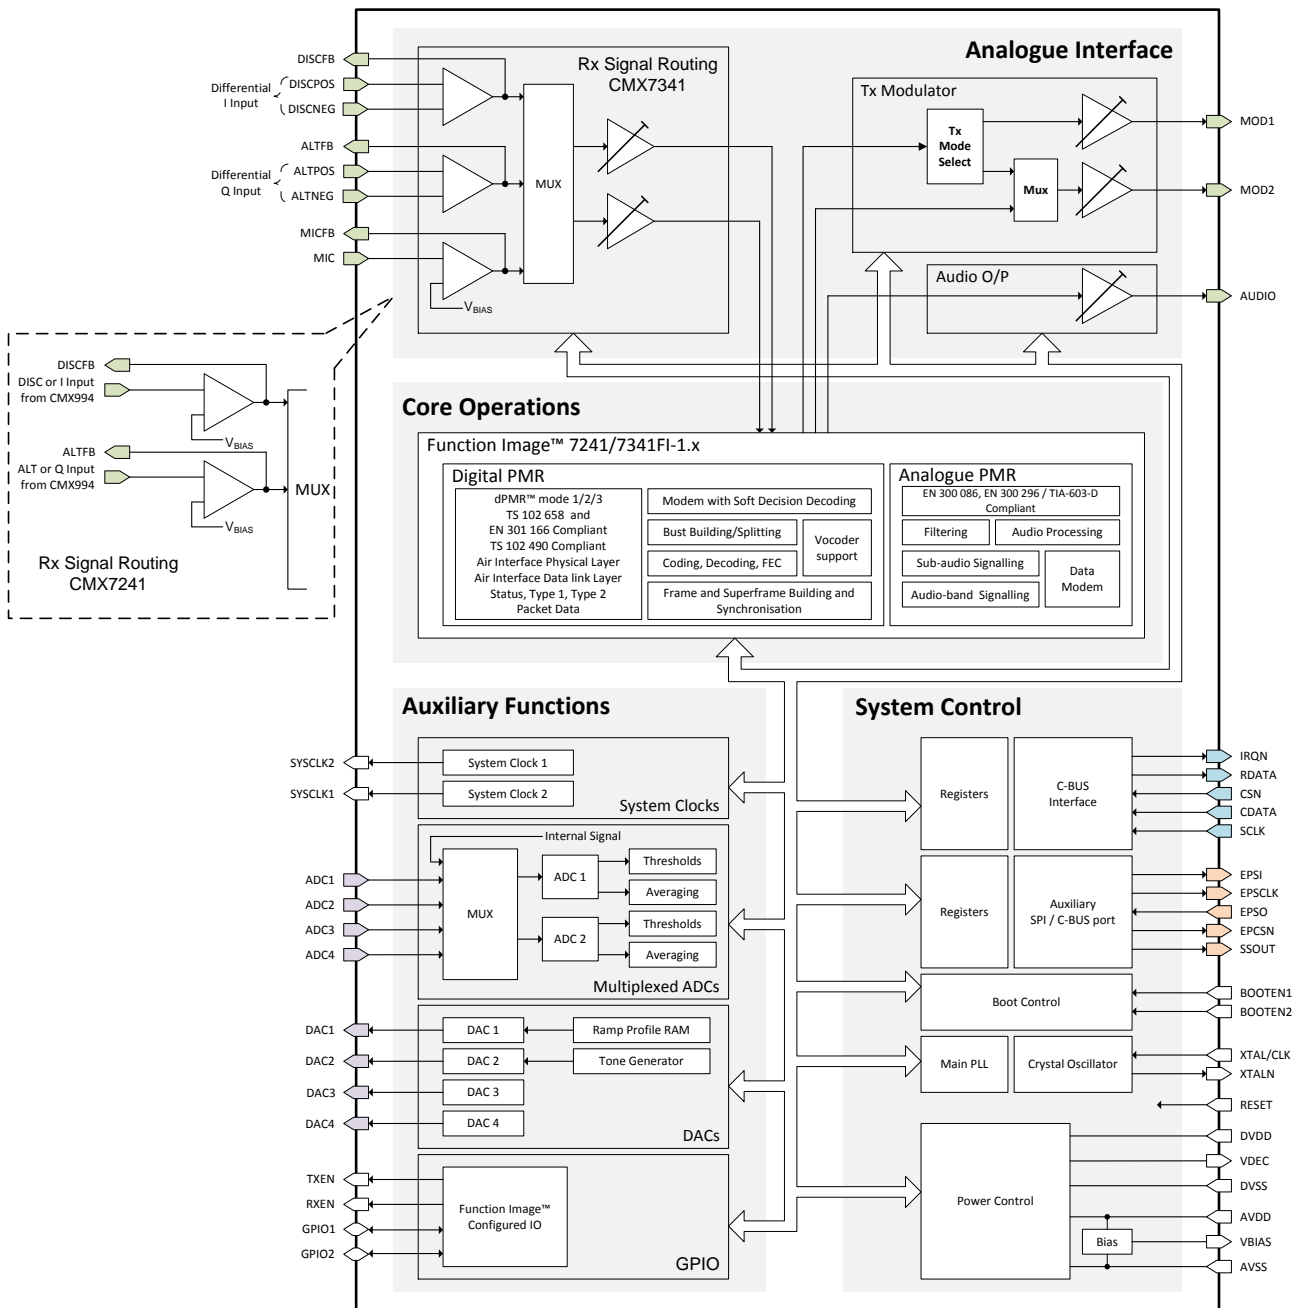 Analogue Interface
Rx Signal Routing
CMX7341
DISCFB
Differential
I Input
DISCPOS
DISCNEG
ALTFB
Differential
Q Input
ALTPOS
ALTNEG
MICFB
MIC
MUX
VBIAS
Tx Modulator
Tx
Mode
Select
Mux
MOD1
MOD2
Audio O/P
AUDIO
DISCFB
DISC or I Input
from CMX994
VBIAS
ALTFB
ALT or Q Input
from CMX994
VBIAS
MUX
Rx Signal Routing
CMX7241
Core Operations
Function Image™ 7241/7341FI-1.x
Digital PMR
dPMR™ mode 1/2/3
TS 102 658 and
EN 301 166 Compliant
TS 102 490 Compliant
Air Interface Physical Layer
Air Interface Data link Layer
Status, Type 1, Type 2
Packet Data
Modem with Soft Decision Decoding
Bust Building/Splitting
Vocoder
support
Coding, Decoding, FEC
Frame and Superframe Building and
Synchronisation
Analogue PMR
EN 300 086, EN 300 296 / TIA-603-D
Compliant
Filtering
Audio Processing
Sub-audio Signalling
Data
Modem
Audio-band Signalling
Auxiliary Functions
SYSCLK2
System Clock 1
SYSCLK1
System Clock 2
System Clocks
Internal Signal
ADC1
ADC2
ADC3
ADC4
MUX
ADC 1
Thresholds
Averaging
ADC 2
Thresholds
Averaging
Multiplexed ADCs
DAC1
DAC 1
Ramp Profile RAM
DAC2
DAC 2
Tone Generator
DAC3
DAC 3
DAC4
DAC 4
DACs
TXEN
RXEN
GPIO1
GPIO2
Function Image™
Configured IO
GPIO
System Control
Registers
C-BUS
Interface
IRQN
RDATA
CSN
CDATA
SCLK
Registers
Auxiliary
SPI / C-BUS port
EPSI
EPSCLK
EPSO
EPCSN
SSOUT
Boot Control
BOOTEN1
BOOTEN2
Main PLL
Crystal Oscillator
XTAL/CLK
XTALN
RESET
Power Control
DVDD
VDEC
DVSS
AVDD
Bias
VBIAS
AVSS